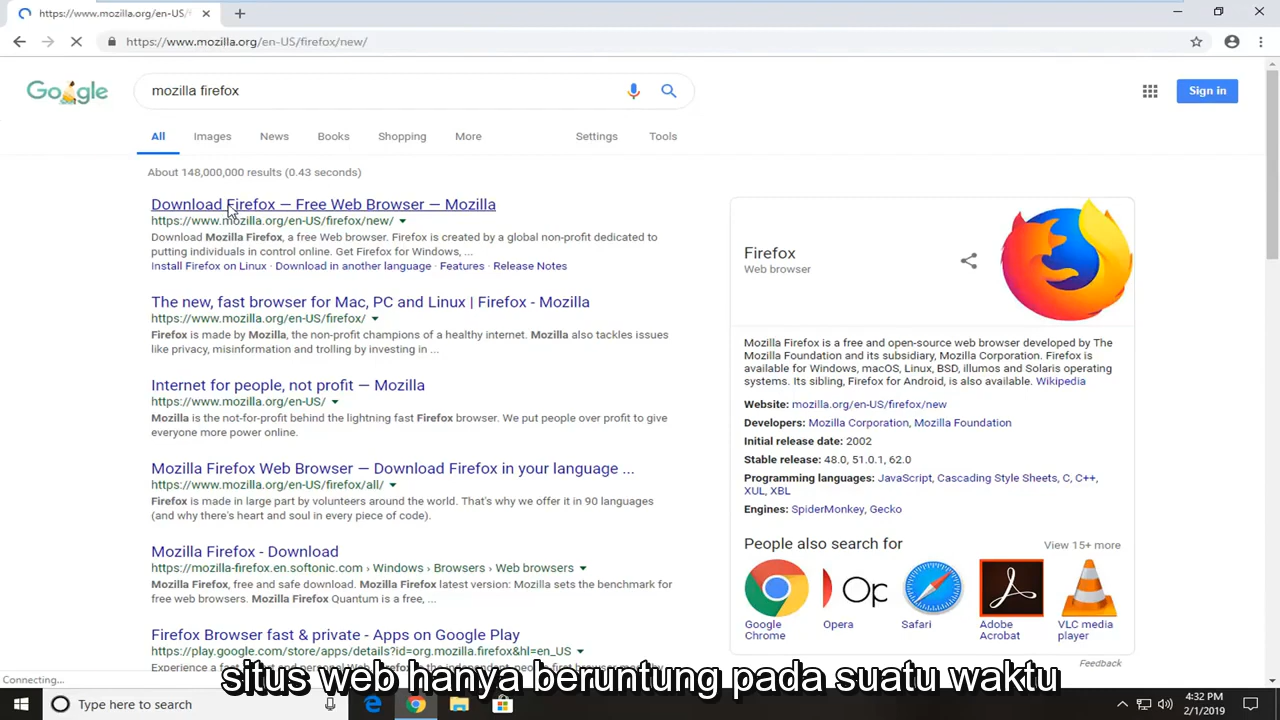 https://www.mozilla.org/en-US/f
https://www.mozilla.org/en-US/firefox/new/
Google
mozilla firefox
Sign in
All Images News Books Shopping More Settings Tools
About 148,000,000 results (0.43 seconds)
Download Firefox — Free Web Browser — Mozilla
https://www.mozilla.org/en-US/firefox/new/
Download Mozilla Firefox, a free Web browser. Firefox is created by a global non-profit dedicated to
putting individuals in control online. Get Firefox for Windows, ...
Install Firefox on Linux · Download in another language · Features · Release Notes
The new, fast browser for Mac, PC and Linux | Firefox - Mozilla
https://www.mozilla.org/en-US/firefox/
Firefox is made by Mozilla, the non-profit champions of a healthy internet. Mozilla also tackles issues
like privacy, misinformation and trolling by investing in ...
Internet for people, not profit — Mozilla
https://www.mozilla.org/en-US/
Mozilla is the not-for-profit behind the lightning fast Firefox browser. We put people over profit to give
everyone more power online.
Mozilla Firefox Web Browser — Download Firefox in your language ...
https://www.mozilla.org/en-US/firefox/all/
Firefox is made in large part by volunteers around the world. That's why we offer it in 90 languages
(and why there's heart and soul in every piece of code).
Mozilla Firefox - Download
https://mozilla-firefox.en.softonic.com › Windows › Browsers › Web browsers
Mozilla Firefox, free and safe download. Mozilla Firefox latest version: Mozilla sets the benchmark for
free web browsers. Mozilla Firefox Quantum is a free, ...
Firefox Browser fast & private - Apps on Google Play
https://play.google.com/store/apps/details?id=org.mozilla.firefox&hl=en_US
Firefox
Web browser
Mozilla Firefox is a free and open-source web browser developed by The
Mozilla Foundation and its subsidiary, Mozilla Corporation. Firefox is
available for Windows, macOS, Linux, BSD, illumos and Solaris operating
systems. Its sibling, Firefox for Android, is also available. Wikipedia
Website: mozilla.org/en-US/firefox/new
Developers: Mozilla Corporation, Mozilla Foundation
Initial release date: 2002
Stable release: 48.0, 51.0.1, 62.0
Programming languages: JavaScript, Cascading Style Sheets, C, C++,
XUL, XBL
Engines: SpiderMonkey, Gecko
People also search for View 15+ more
Google
Chrome
Opera
Safari
Adobe
Acrobat
VLC media
player
Feedback
situs web hanya beruntung pada suatu waktu
Connecting...
Type here to search
4:32 PM
2/1/2019